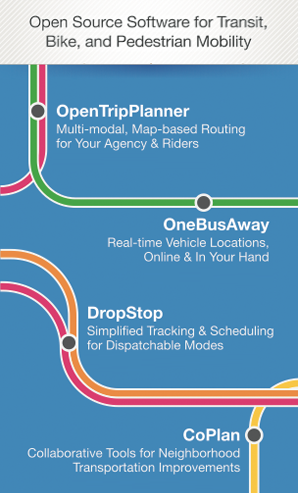 Open Source Software for Transit,
Bike, and Pedestrian Mobility
OpenTripPlanner
Multi-modal, Map-based Routing
for Your Agency & Riders
OneBusAway
Real-time Vehicle Locations,
Online & In Your Hand
DropStop
Simplified Tracking & Scheduling
for Dispatchable Modes
CoPlan
Collaborative Tools for Neighborhood
Transportation Improvements